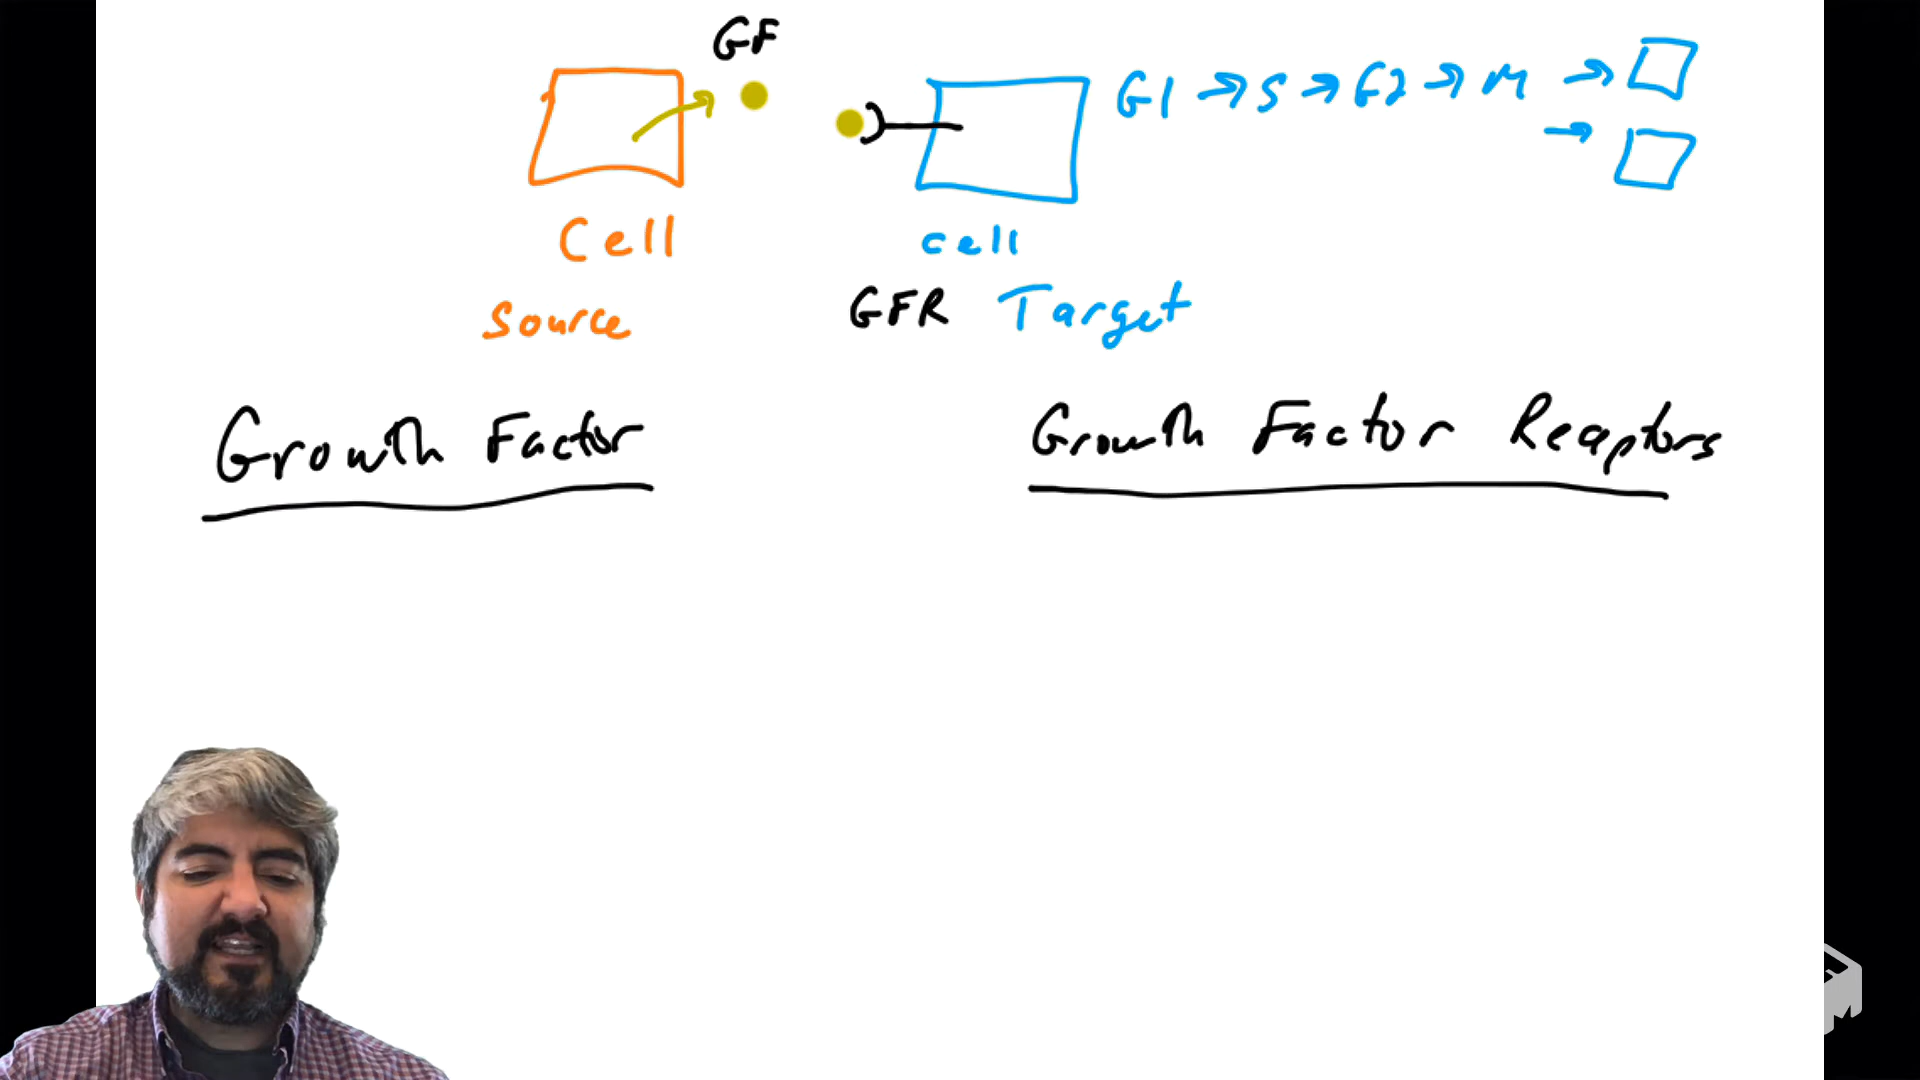 GF
G1 → S → G2 → M →
→
Cell
cell
Source
GFR Target
Growth Factor
Growth Factor Receptors